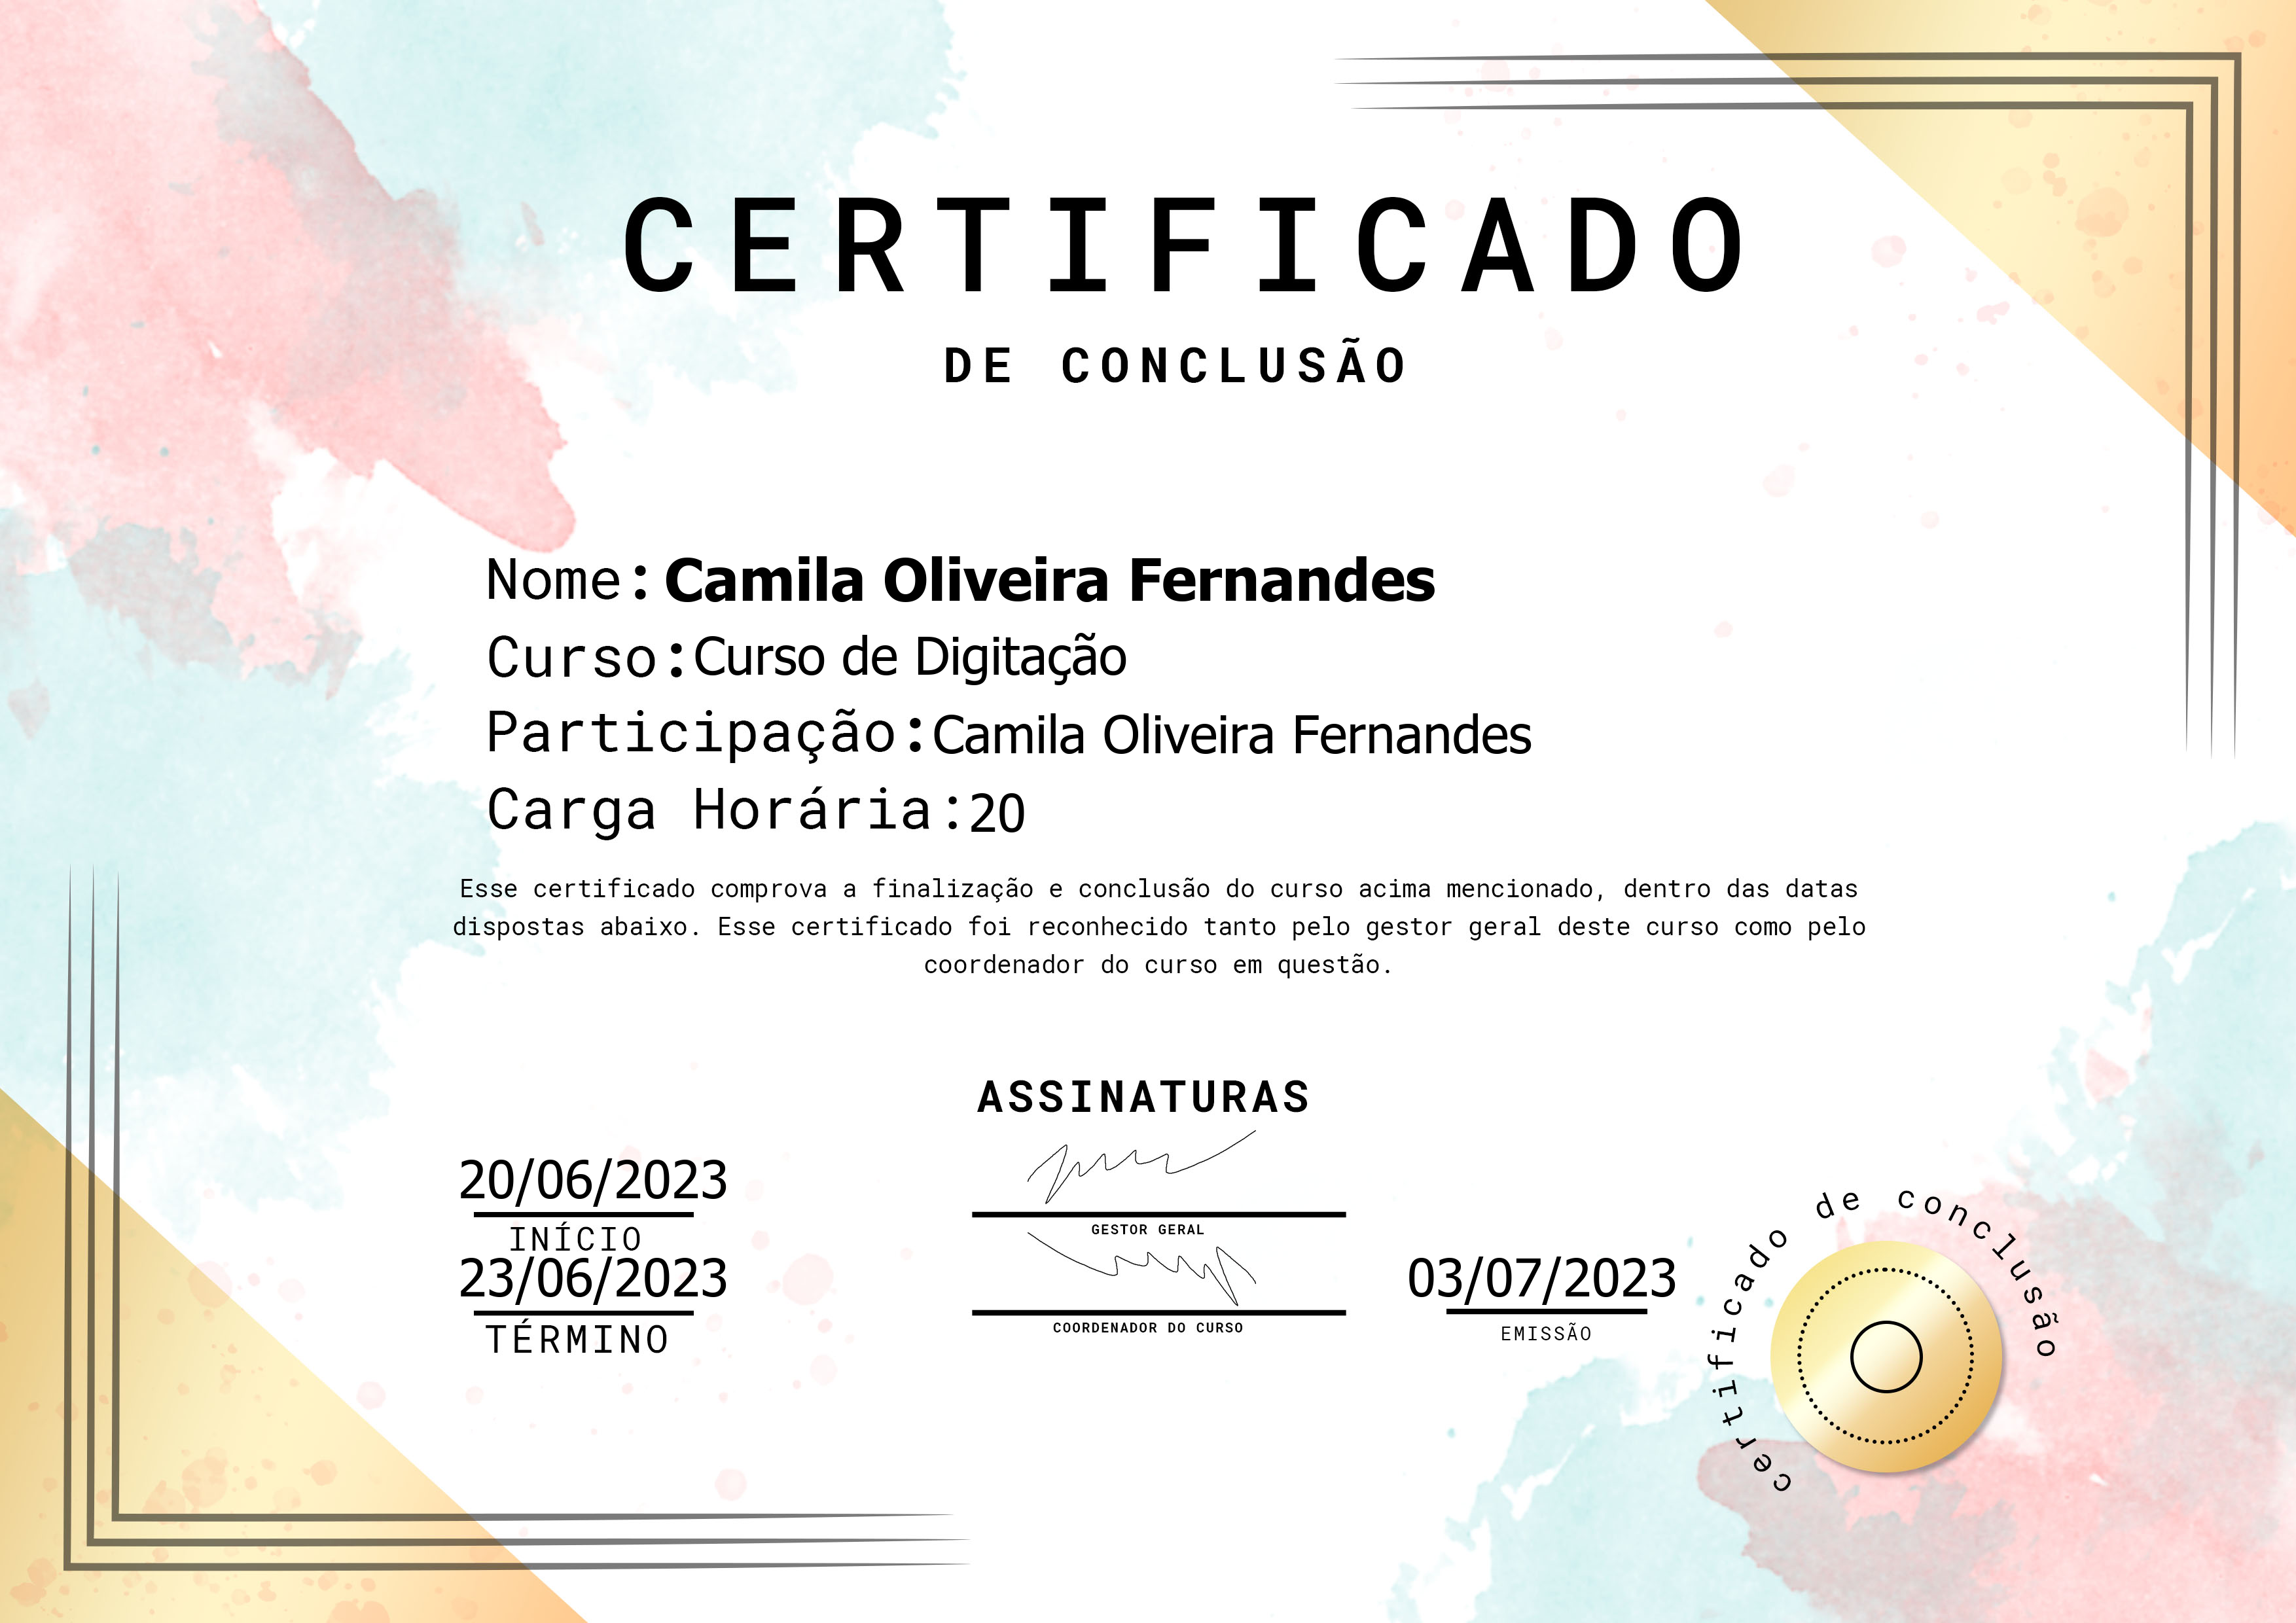 CERTIFICADO
DE CONCLUSÃO
Nome: Camila Oliveira Fernandes
Curso: Curso de Digitação
Participação: Camila Oliveira Fernandes
Carga Horária: 20
Esse certificado comprova a finalização e conclusão do curso acima mencionado, dentro das datas
dispostas abaixo. Esse certificado foi reconhecido tanto pelo gestor geral deste curso como pelo
coordenador do curso em questão.
ASSINATURAS
20/06/2023
INÍCIO
GESTOR GERAL
23/06/2023
TÉRMINO
COORDENADOR DO CURSO
03/07/2023
EMISSÃO
certificado de conclusão